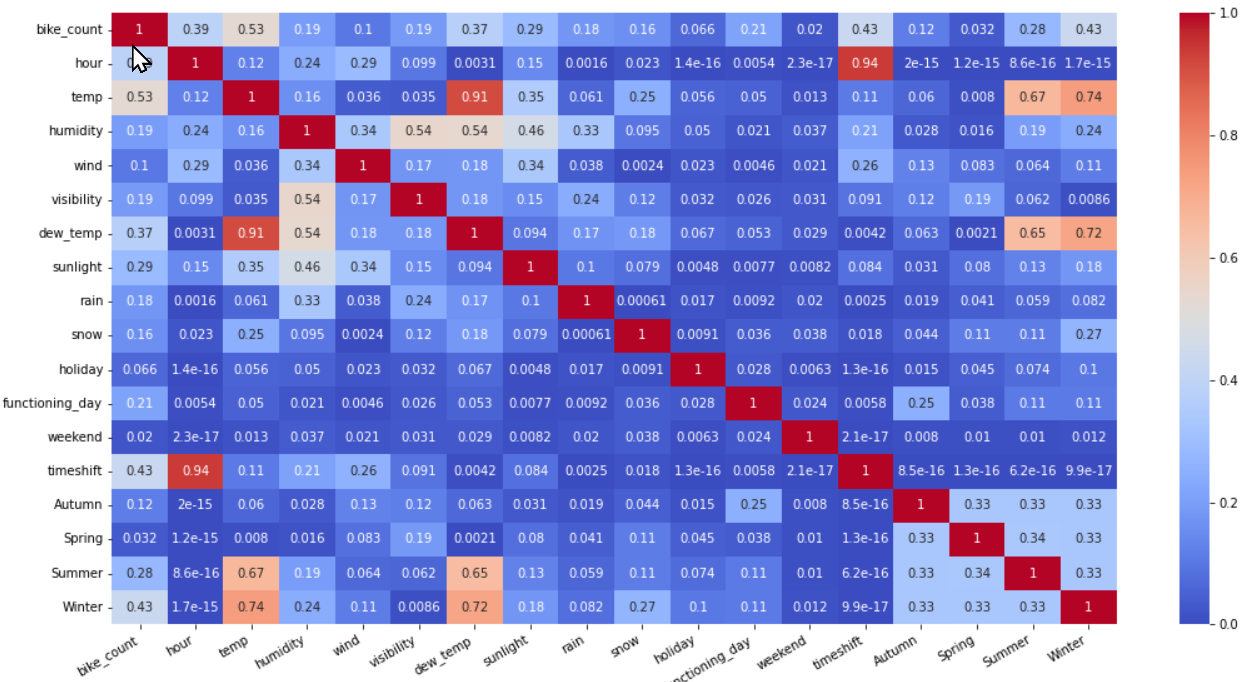 bike_count 1 0.39 0.53 0.19 0.1 0.19 0.37 0.29 0.18 0.16 0.066 0.21 0.02 0.43 0.12 0.032 0.28 0.43 1.0
hour 1 0.12 0.24 0.29 0.099 0.0031 0.15 0.0016 0.023 1.4e-16 0.0054 2.3e-17 0.94 2e-15 1.2e-15 8.6e-16 1.7e-15
temp 0.53 0.12 1 0.16 0.036 0.035 0.91 0.35 0.061 0.25 0.056 0.05 0.013 0.11 0.06 0.008 0.67 0.74
humidity 0.19 0.24 0.16 1 0.34 0.54 0.54 0.46 0.33 0.095 0.05 0.021 0.037 0.21 0.028 0.016 0.19 0.24 0.8
wind 0.1 0.29 0.036 0.34 1 0.17 0.18 0.34 0.038 0.0024 0.023 0.0046 0.021 0.26 0.13 0.083 0.064 0.11
visibility 0.19 0.099 0.035 0.54 0.17 1 0.18 0.15 0.24 0.12 0.032 0.026 0.031 0.091 0.12 0.19 0.062 0.0086
dew_temp 0.37 0.0031 0.91 0.54 0.18 0.18 1 0.094 0.17 0.18 0.067 0.053 0.029 0.0042 0.063 0.0021 0.65 0.72
sunlight 0.29 0.15 0.35 0.46 0.34 0.15 0.094 1 0.1 0.079 0.0048 0.0077 0.0082 0.084 0.031 0.08 0.13 0.18 0.6
rain 0.18 0.0016 0.061 0.33 0.038 0.24 0.17 0.1 1 0.00061 0.017 0.0092 0.02 0.0025 0.019 0.041 0.059 0.082
snow 0.16 0.023 0.25 0.095 0.0024 0.12 0.18 0.079 0.00061 1 0.0091 0.036 0.038 0.018 0.044 0.11 0.11 0.27
holiday 0.066 1.4e-16 0.056 0.05 0.023 0.032 0.067 0.0048 0.017 0.0091 1 0.028 0.0063 1.3e-16 0.015 0.045 0.074 0.1 0.4
functioning_day 0.21 0.0054 0.05 0.021 0.0046 0.026 0.053 0.0077 0.0092 0.036 0.028 1 0.024 0.0058 0.25 0.038 0.11 0.11
weekend 0.02 2.3e-17 0.013 0.037 0.021 0.031 0.029 0.0082 0.02 0.038 0.0063 0.024 1 2.1e-17 0.008 0.01 0.01 0.012
timeshift 0.43 0.94 0.11 0.21 0.26 0.091 0.0042 0.084 0.0025 0.018 1.3e-16 0.0058 2.1e-17 1 8.5e-16 1.3e-16 6.2e-16 9.9e-17
Autumn 0.12 2e-15 0.06 0.028 0.13 0.12 0.063 0.031 0.019 0.044 0.015 0.25 0.008 8.5e-16 1 0.33 0.33 0.33 0.2
Spring 0.032 1.2e-15 0.008 0.016 0.083 0.19 0.0021 0.08 0.041 0.11 0.045 0.038 0.01 1.3e-16 0.33 1 0.34 0.33
Summer 0.28 8.6e-16 0.67 0.19 0.064 0.062 0.65 0.13 0.059 0.11 0.074 0.11 0.01 6.2e-16 0.33 0.34 1 0.33
Winter 0.43 1.7e-15 0.74 0.24 0.11 0.0086 0.72 0.18 0.082 0.27 0.1 0.11 0.012 9.9e-17 0.33 0.33 0.33 1 0.0
bike_count hour temp humidity wind visibility dew_temp sunlight rain snow holiday nctioning_day weekend timeshift Autumn Spring Summer Winter